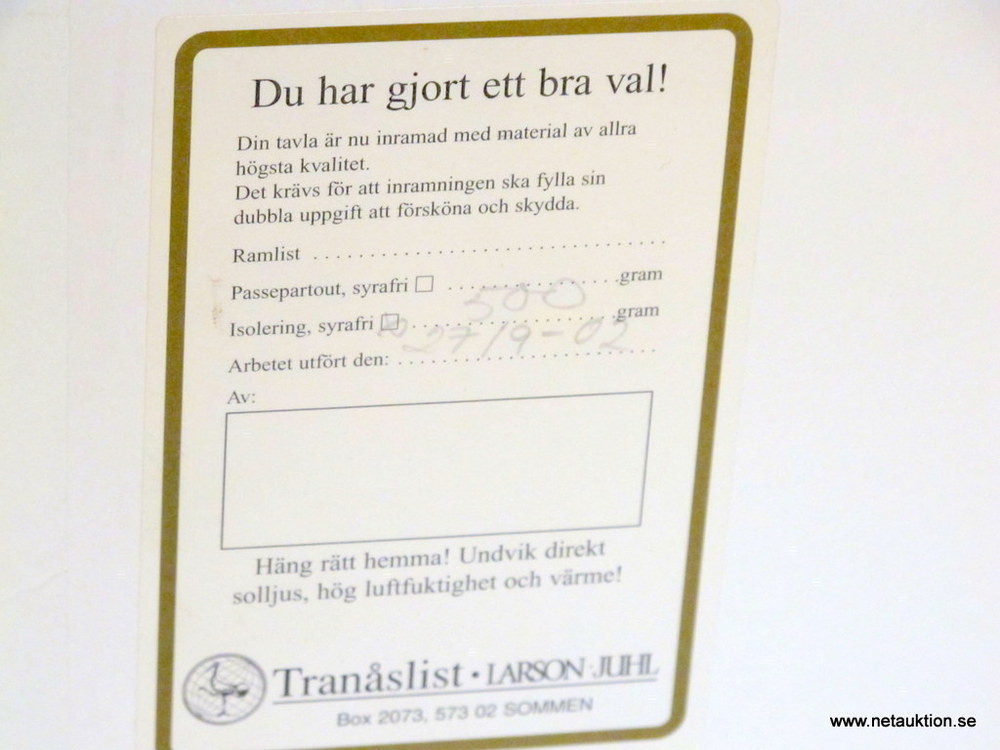 Du har gjort ett bra val!
Din tavla är nu inramad med material av allra
högsta kvalitet.
Det krävs för att inramningen ska fylla sin
dubbla uppgift att försköna och skydda.
Ramlist ........................................
Passepartout, syrafri ☐ ....................gram
500
Isolering, syrafri ☐ ........................gram
27/9-02
Arbetet utfört den: ..............................
Av:
Häng rätt hemma! Undvik direkt
solljus, hög luftfuktighet och värme!
Tranåslist · LARSON·JUHL
Box 2073, 573 02 SOMMEN
www.netauktion.se